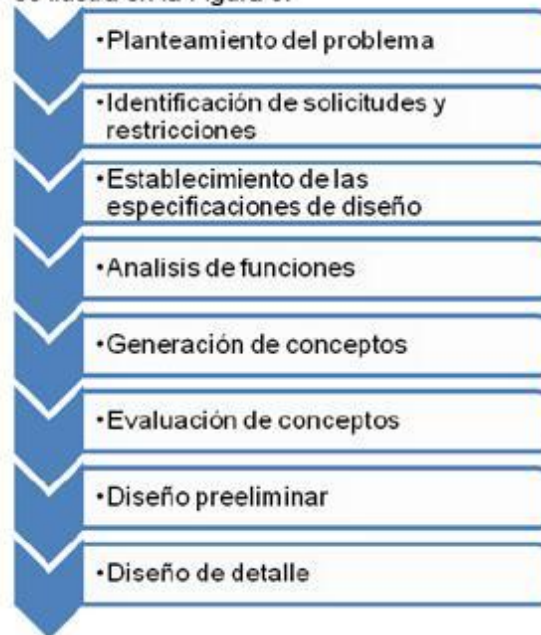 •Planteamiento del problema
•Identificación de solicitudes y
restricciones
•Establecimiento de las
especificaciones de diseño
•Analisis de funciones
•Generación de conceptos
•Evaluación de conceptos
•Diseño preeliminar
•Diseño de detalle